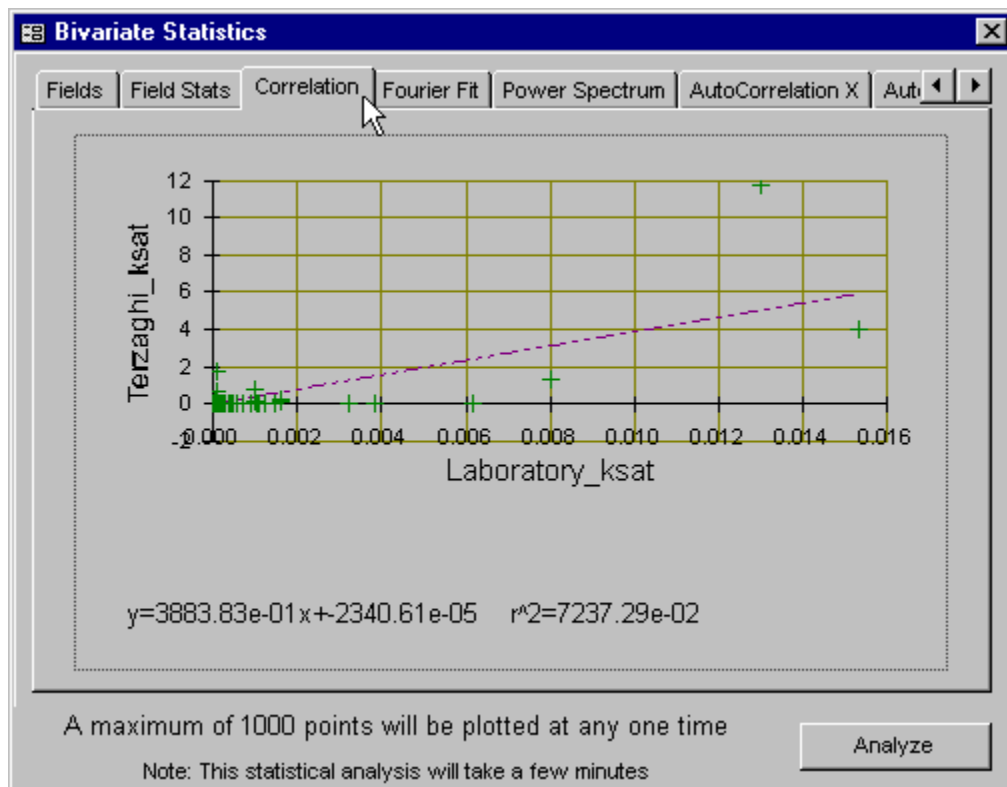 Bivariate Statistics
Fields Field Stats Correlation Fourier Fit Power Spectrum AutoCorrelation X Aut
12
10
8
6
4
2
0
-2
0.000 0.002 0.004 0.006 0.008 0.010 0.012 0.014 0.016
Terzaghi_ksat
Laboratory_ksat
y=3883.83e-01x+-2340.61e-05 r^2=7237.29e-02
A maximum of 1000 points will be plotted at any one time
Note: This statistical analysis will take a few minutes
Analyze